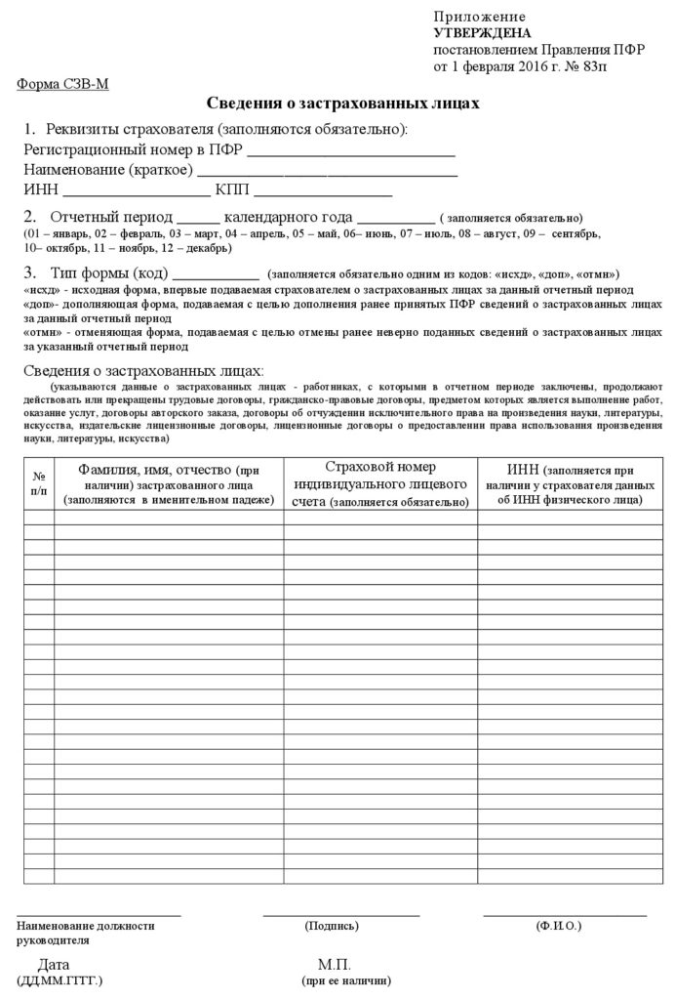 Приложение
УТВЕРЖДЕНА
постановлением Правления ПФР
от 1 февраля 2016 г. № 83п
Форма СЗВ-М
Сведения о застрахованных лицах
1. Реквизиты страхователя (заполняются обязательно):
Регистрационный номер в ПФР ________________________
Наименование (краткое) ______________________________
ИНН _________________ КПП ________________
2. Отчетный период _____ календарного года _________ ( заполняется обязательно)
(01 – январь, 02 – февраль, 03 – март, 04 – апрель, 05 – май, 06– июнь, 07 – июль, 08 – август, 09 – сентябрь,
10– октябрь, 11 – ноябрь, 12 – декабрь)
3. Тип формы (код) __________ (заполняется обязательно одним из кодов: «исхд», «доп», «отмн»)
«исхд» - исходная форма, впервые подаваемая страхователем о застрахованных лицах за данный отчетный период
«доп»- дополняющая форма, подаваемая с целью дополнения ранее принятых ПФР сведений о застрахованных лицах
за данный отчетный период
«отмн» - отменяющая форма, подаваемая с целью отмены ранее неверно поданных сведений о застрахованных лицах
за указанный отчетный период
Сведения о застрахованных лицах:
(указываются данные о застрахованных лицах - работниках, с которыми в отчетном периоде заключены, продолжают
действовать или прекращены трудовые договоры, гражданско-правовые договоры, предметом которых является выполнение работ,
оказание услуг, договоры авторского заказа, договоры об отчуждении исключительного права на произведения науки, литературы,
искусства, издательские лицензионные договоры, лицензионные договоры о предоставлении права использования произведения
науки, литературы, искусства)
№
п/п
Фамилия, имя, отчество (при
наличии) застрахованного лица
(заполняются в именительном падеже)
Страховой номер
индивидуального лицевого
счета (заполняется обязательно)
ИНН (заполняется при
наличии у страхователя данных
об ИНН физического лица)
Наименование должности
руководителя
(Подпись)
(Ф.И.О.)
Дата
(ДД.ММ.ГГГГ.)
М.П.
(при ее наличии)